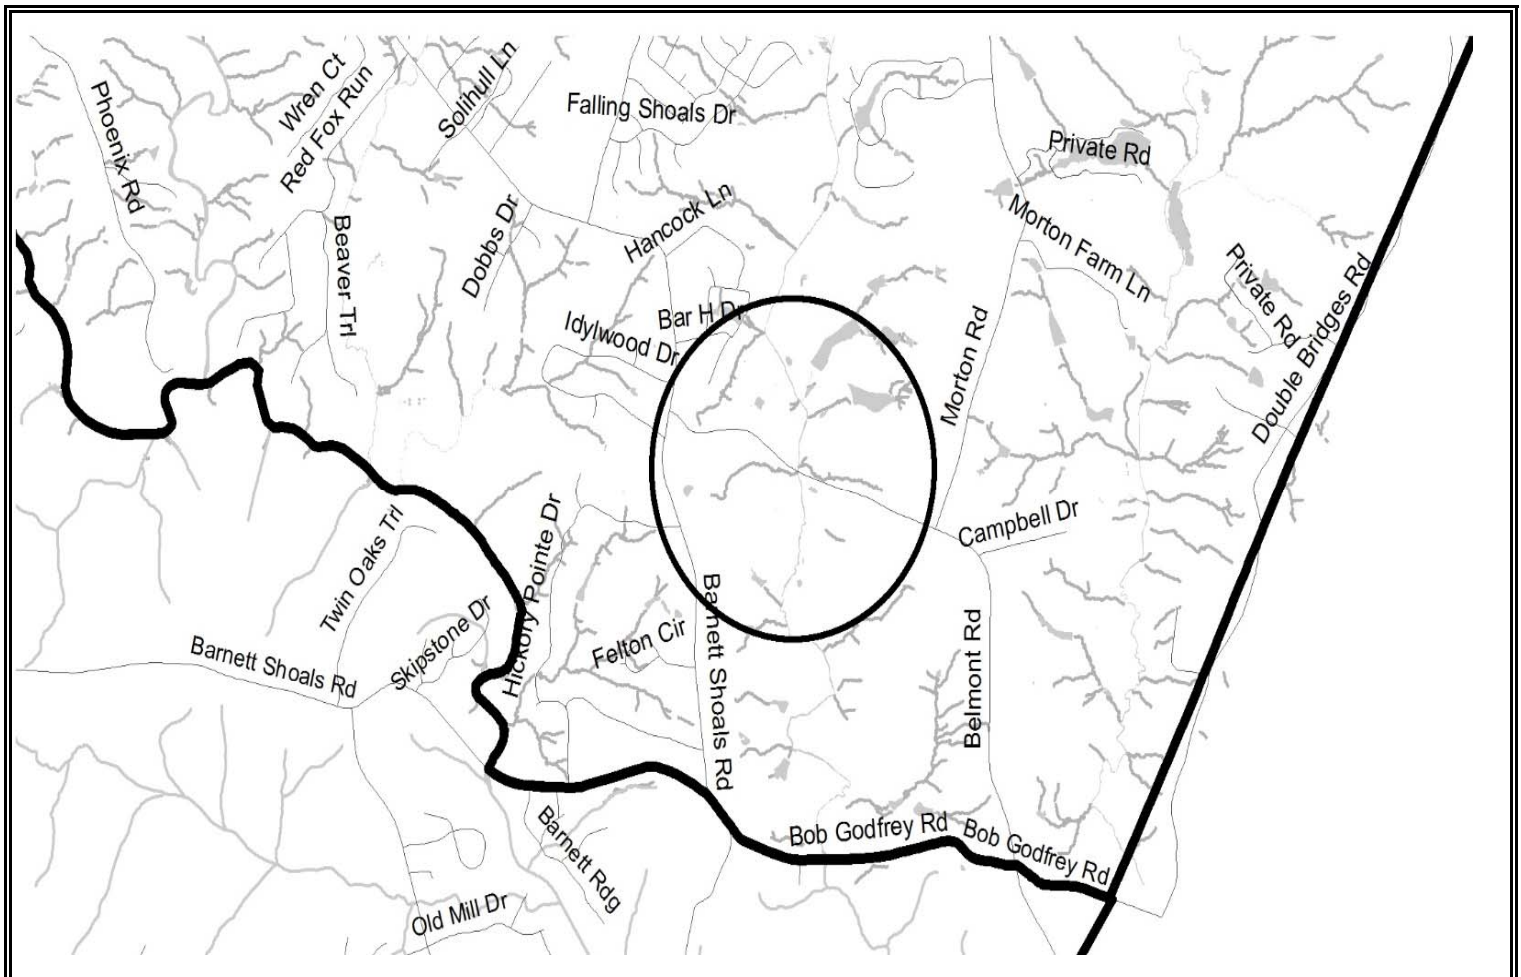 Wren Ct
Solihull Ln
Phoenix Rd
Red Fox Run
Falling Shoals Dr
Private Rd
Beaver Trl
Dobbs Dr
Hancock Ln
Morton Farm Ln
Private Rd
Double Bridges Rd
Idylwood Dr
Bar H Dr
Morton Rd
Campbell Dr
Hickory Pointe Dr
Twin Oaks Trl
Skipstone Dr
Barnett Shoals Rd
Felton Cir
Barnett Shoals Rd
Belmont Rd
Barnett Rdg
Bob Godfrey Rd
Bob Godfrey Rd
Old Mill Dr